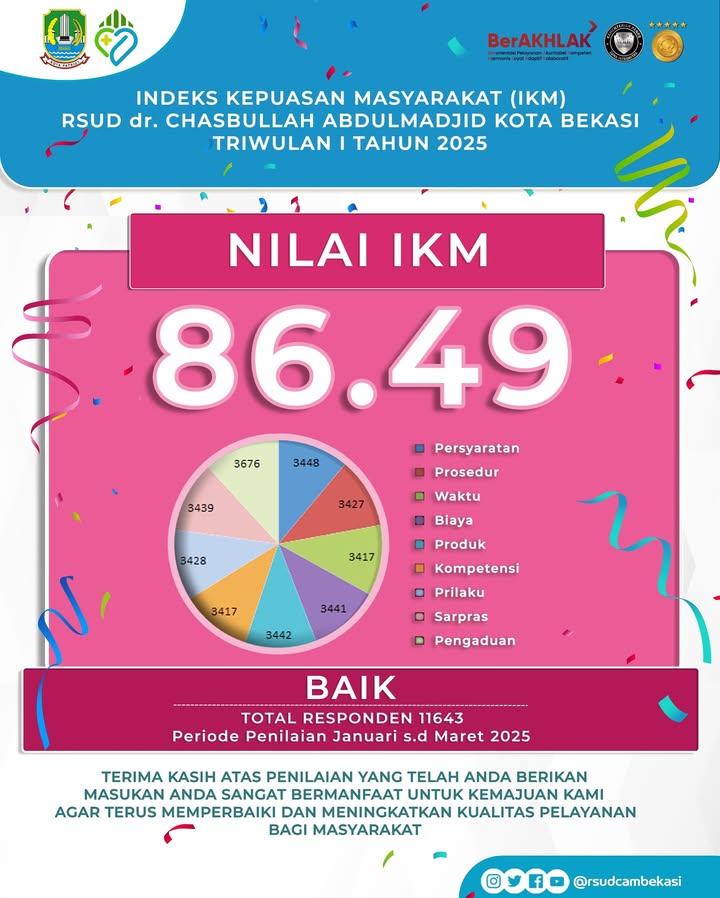 KOTA PATRIOT
BerAKHLAK
Berorientasi Pelayanan Akuntabel Kompeten
Harmonis Loyal Adaptif Kolaboratif
INDEKS KEPUASAN MASYARAKAT (IKM)
RSUD dr. CHASBULLAH ABDULMADJID KOTA BEKASI
TRIWULAN I TAHUN 2025
NILAI IKM
86.49
3676
3448
3427
3439
3417
3428
3441
3417
3442
Persyaratan
Prosedur
Waktu
Biaya
Produk
Kompetensi
Prilaku
Sarpras
Pengaduan
BAIK
TOTAL RESPONDEN 11643
Periode Penilaian Januari s.d Maret 2025
TERIMA KASIH ATAS PENILAIAN YANG TELAH ANDA BERIKAN
MASUKAN ANDA SANGAT BERMANFAAT UNTUK KEMAJUAN KAMI
AGAR TERUS MEMPERBAIKI DAN MENINGKATKAN KUALITAS PELAYANAN
BAGI MASYARAKAT
@rsudcambekasi